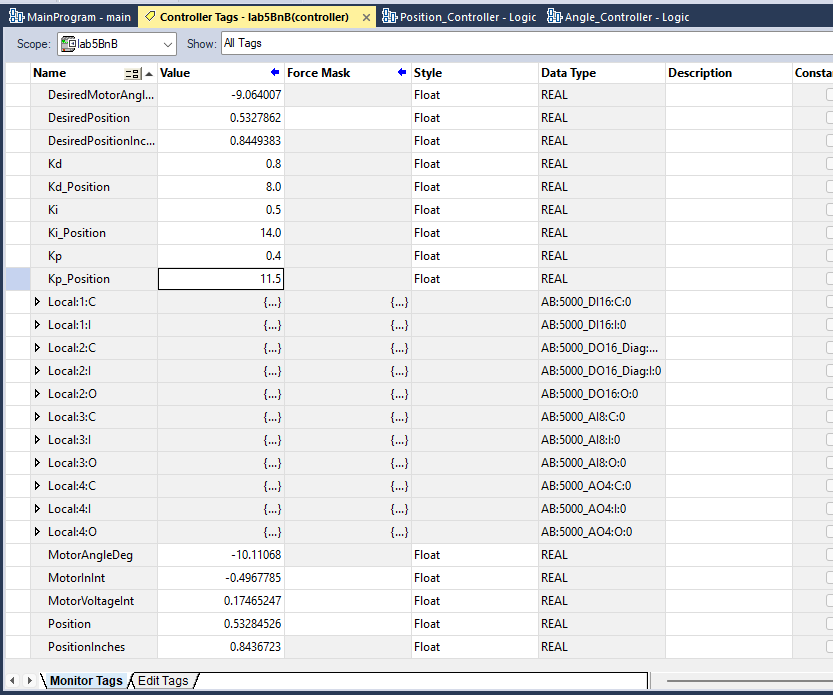 MainProgram - main Controller Tags - lab5BnB(controller) Position_Controller - Logic Angle_Controller - Logic
Scope: lab5BnB Show: All Tags
Name Value Force Mask Style Data Type Description Consta
DesiredMotorAngl... -9.064007 Float REAL
DesiredPosition 0.5327862 Float REAL
DesiredPositionInc... 0.8449383 Float REAL
Kd 0.8 Float REAL
Kd_Position 8.0 Float REAL
Ki 0.5 Float REAL
Ki_Position 14.0 Float REAL
Kp 0.4 Float REAL
Kp_Position 11.5 Float REAL
Local:1:C {...} {...} AB:5000_DI16:C:0
Local:1:I {...} {...} AB:5000_DI16:I:0
Local:2:C {...} {...} AB:5000_DO16_Diag:...
Local:2:I {...} {...} AB:5000_DO16_Diag:I:0
Local:2:O {...} {...} AB:5000_DO16:O:0
Local:3:C {...} {...} AB:5000_AI8:C:0
Local:3:I {...} {...} AB:5000_AI8:I:0
Local:3:O {...} {...} AB:5000_AI8:O:0
Local:4:C {...} {...} AB:5000_AO4:C:0
Local:4:I {...} {...} AB:5000_AO4:I:0
Local:4:O {...} {...} AB:5000_AO4:O:0
MotorAngleDeg -10.11068 Float REAL
MotorInInt -0.4967785 Float REAL
MotorVoltageInt 0.17465247 Float REAL
Position 0.53284526 Float REAL
PositionInches 0.8436723 Float REAL
Monitor Tags Edit Tags